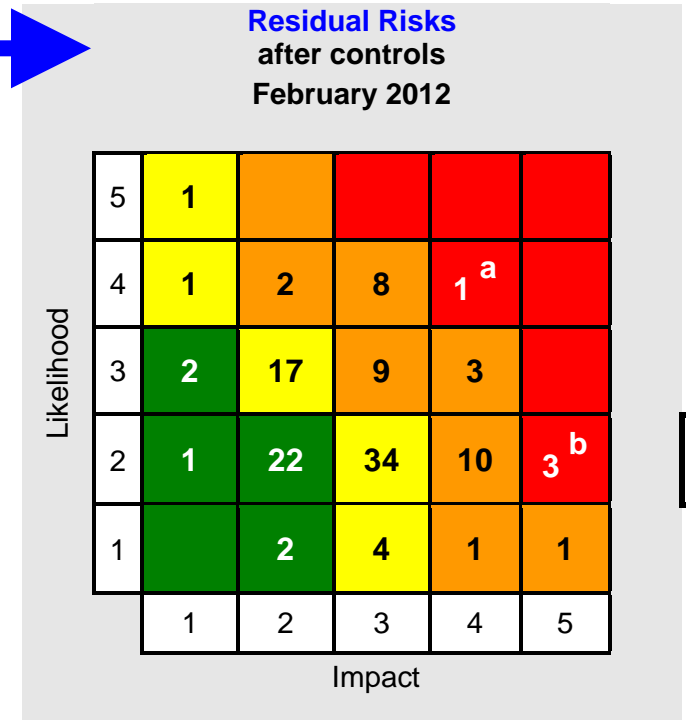 Residual Risks
after controls
February 2012
Likelihood
5 1
4 1 2 8 1 a
3 2 17 9 3
2 1 22 34 10 3 b
1 2 4 1 1
1 2 3 4 5
Impact